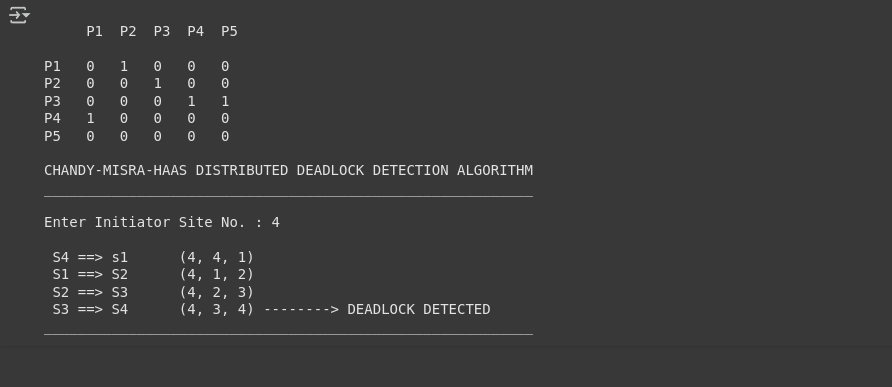 P1 P2 P3 P4 P5
P1 0 1 0 0 0
P2 0 0 1 0 0
P3 0 0 0 1 1
P4 1 0 0 0 0
P5 0 0 0 0 0
CHANDY-MISRA-HAAS DISTRIBUTED DEADLOCK DETECTION ALGORITHM
__________________________________________________________
Enter Initiator Site No. : 4
S4 ==> s1 (4, 4, 1)
S1 ==> S2 (4, 1, 2)
S2 ==> S3 (4, 2, 3)
S3 ==> S4 (4, 3, 4) --------> DEADLOCK DETECTED
__________________________________________________________